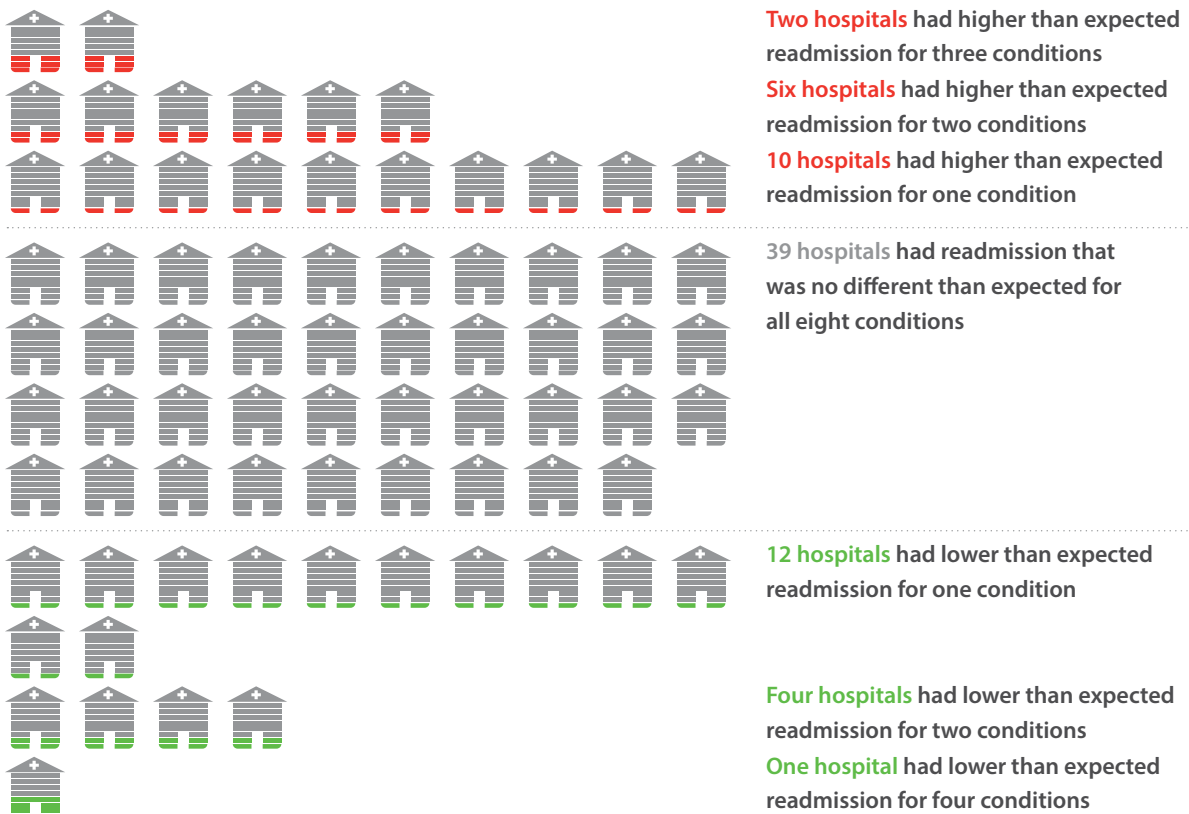 Two hospitals had higher than expected
readmission for three conditions
Six hospitals had higher than expected
readmission for two conditions
10 hospitals had higher than expected
readmission for one condition
39 hospitals had readmission that
was no different than expected for
all eight conditions
12 hospitals had lower than expected
readmission for one condition
Four hospitals had lower than expected
readmission for two conditions
One hospital had lower than expected
readmission for four conditions